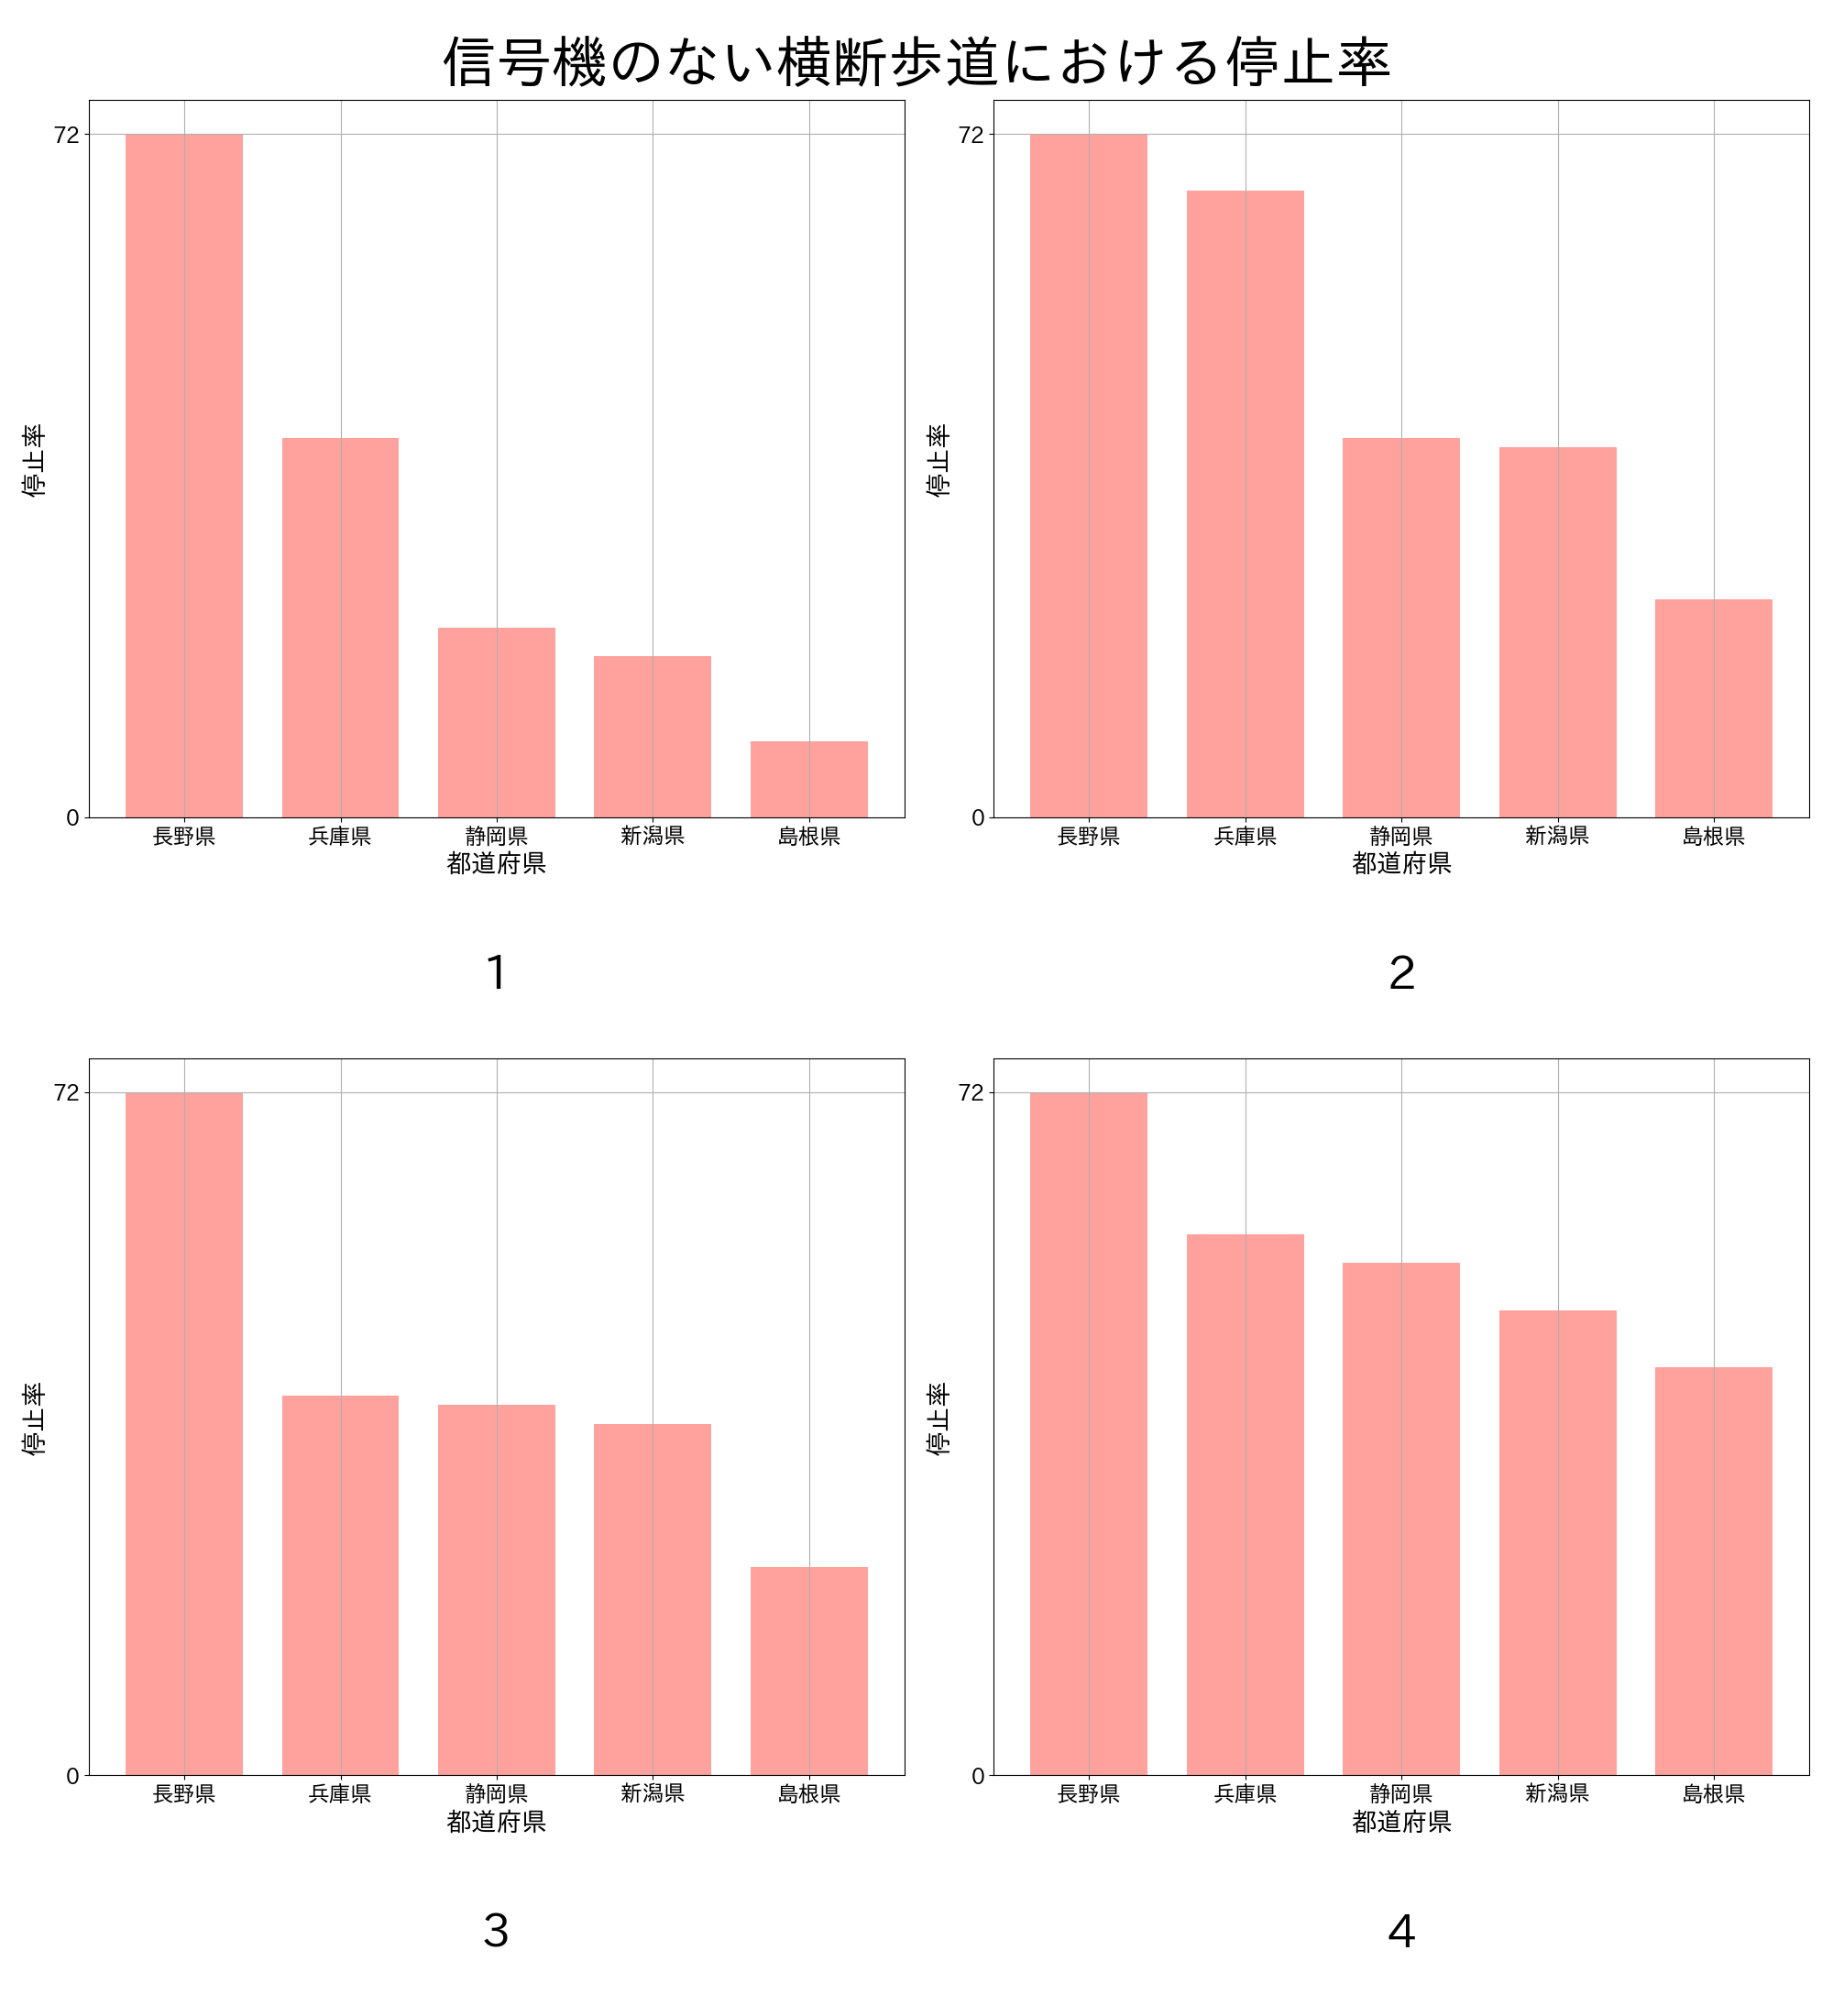 信号機のない横断歩道における停止率
72
0
停止率
長野県 兵庫県 静岡県 新潟県 島根県
都道府県
1
72
0
停止率
長野県 兵庫県 静岡県 新潟県 島根県
都道府県
2
72
0
停止率
長野県 兵庫県 静岡県 新潟県 島根県
都道府県
3
72
0
停止率
長野県 兵庫県 静岡県 新潟県 島根県
都道府県
4